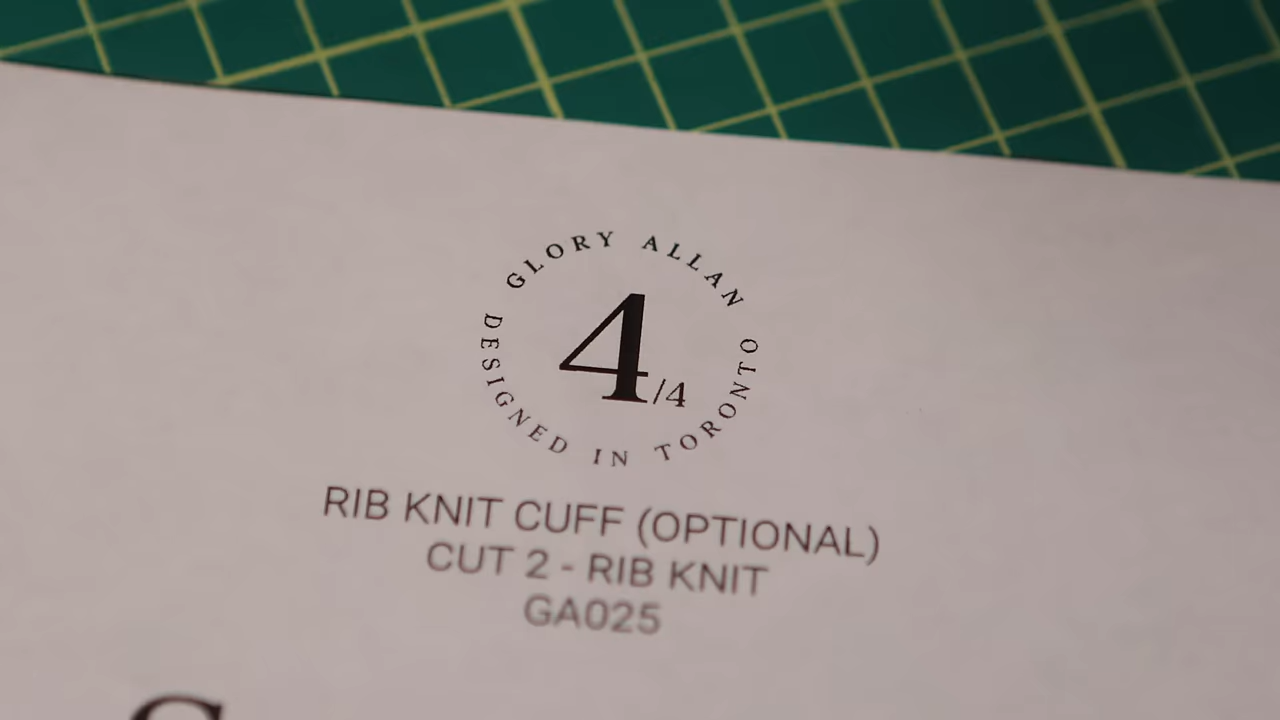 GLORY ALLAN
4/4
DESIGNED IN TORONTO
RIB KNIT CUFF (OPTIONAL)
CUT 2 - RIB KNIT
GA025